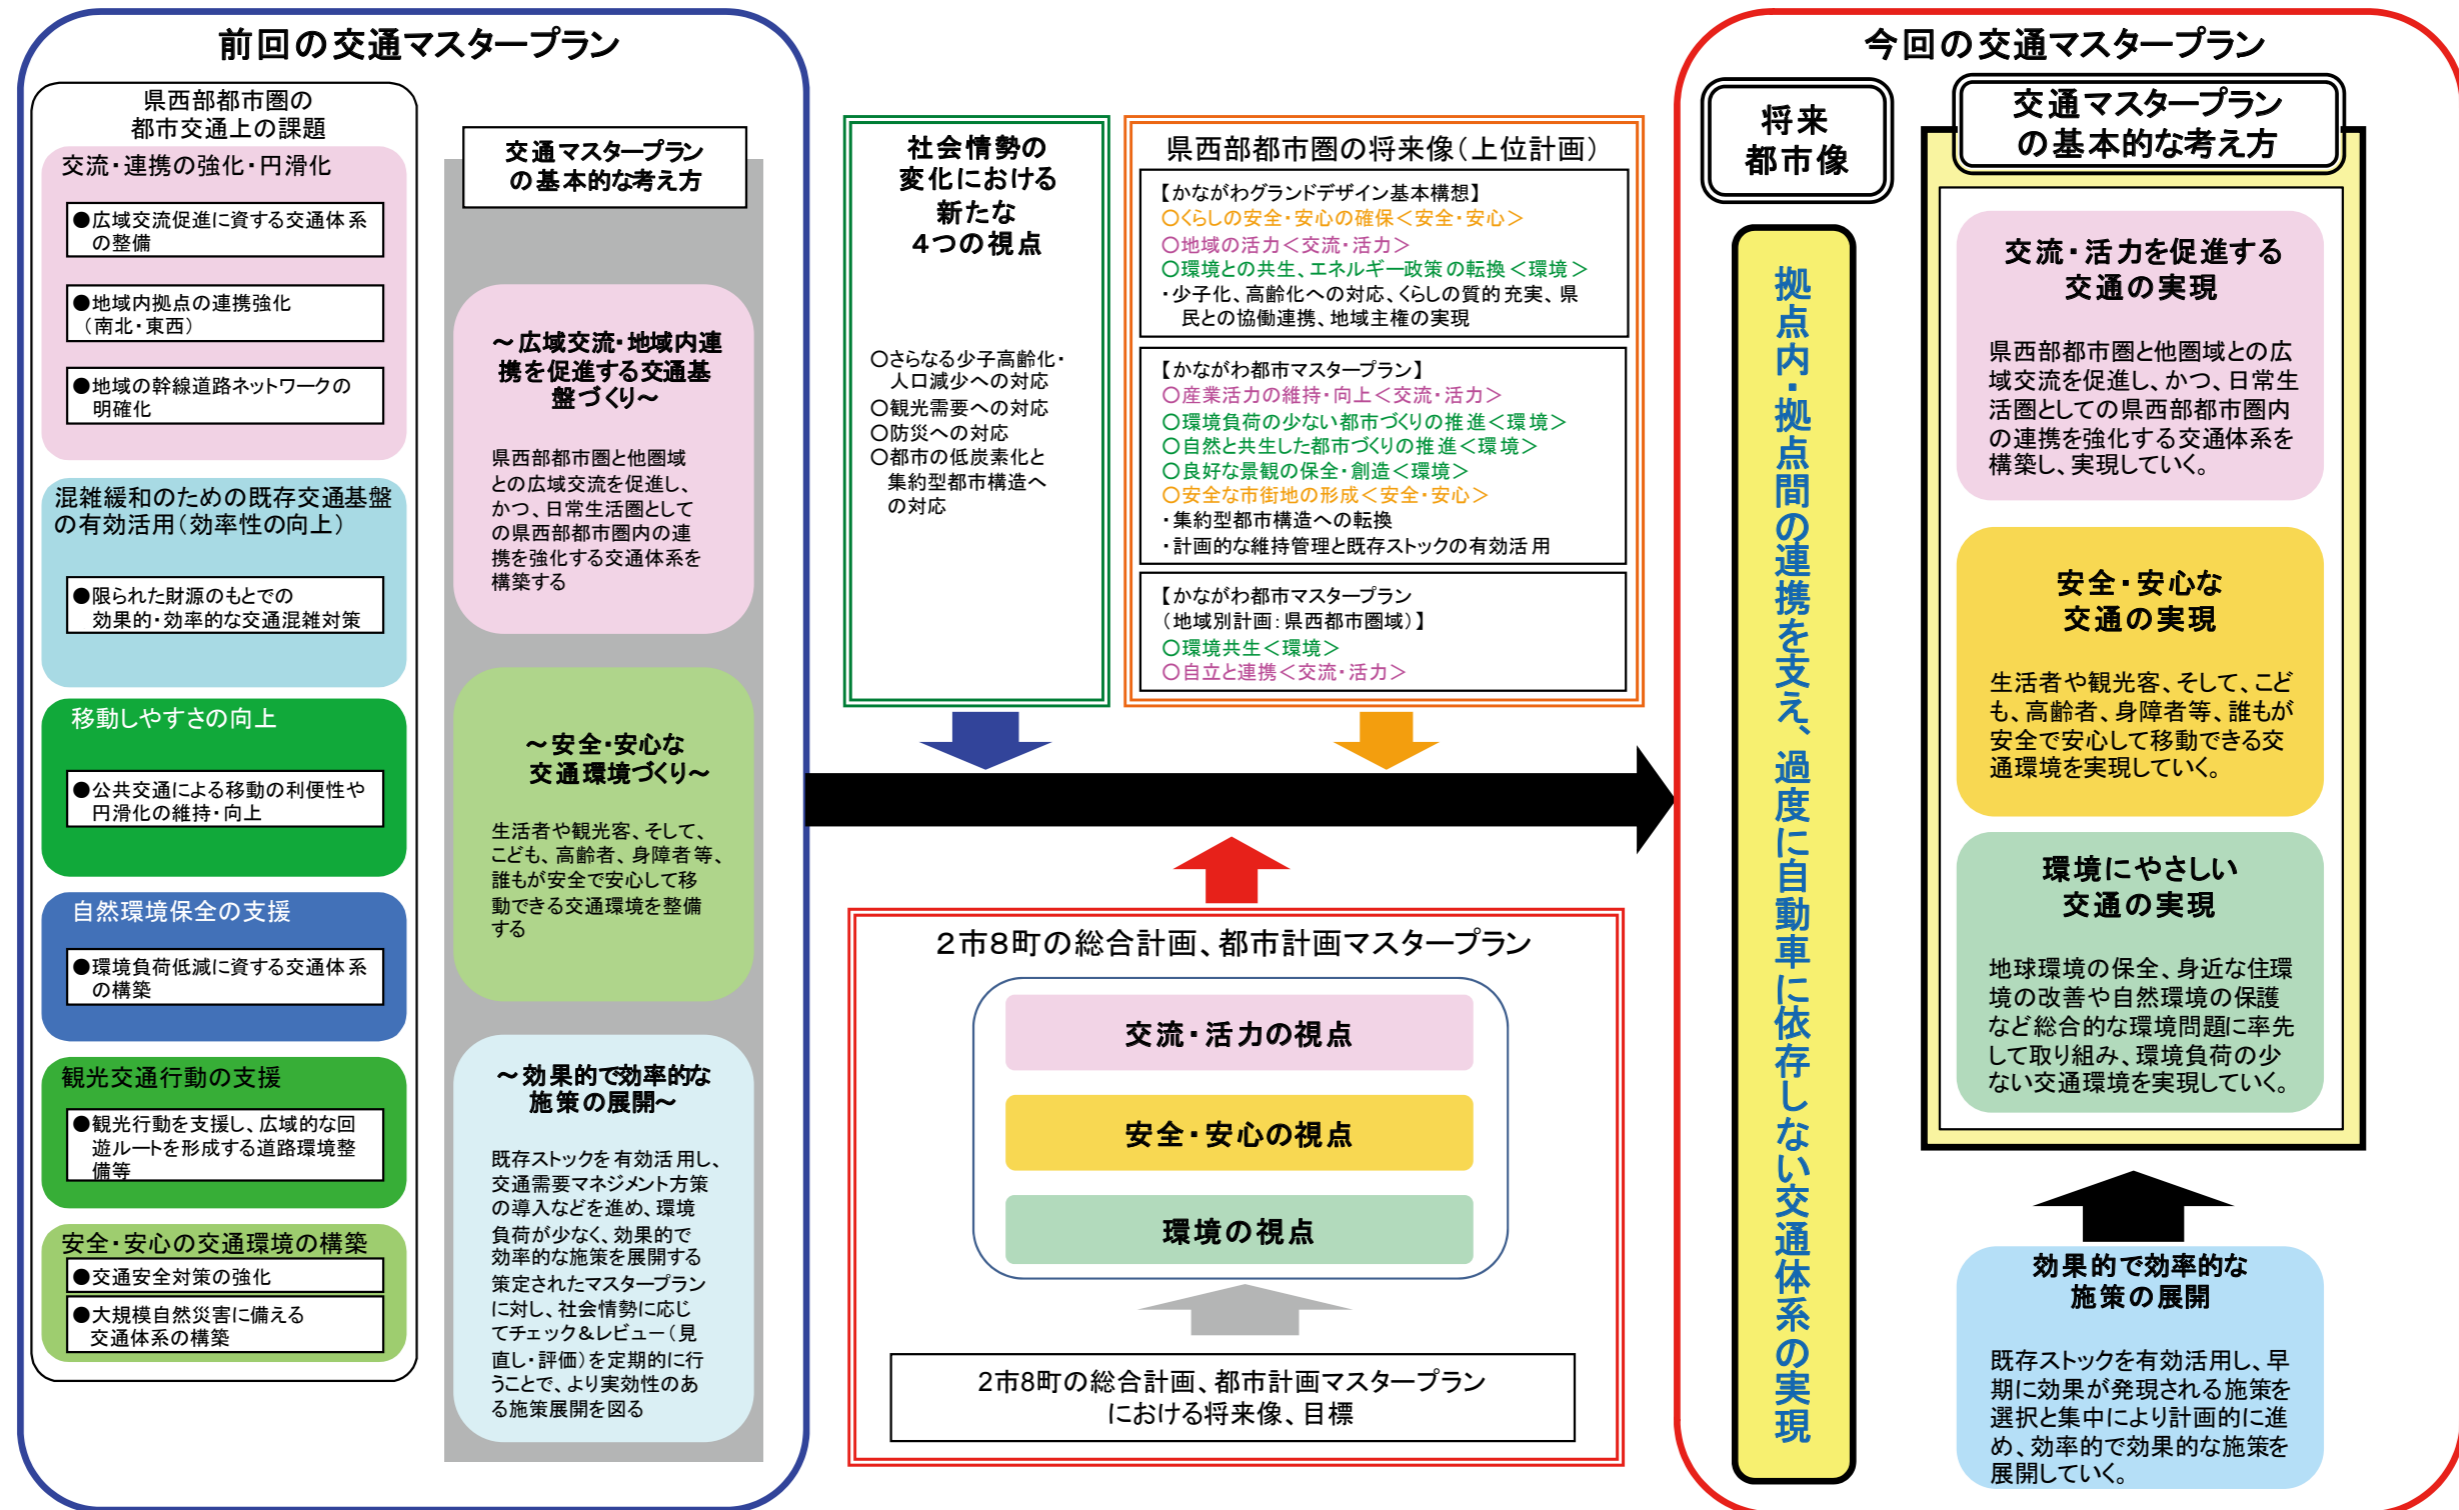 前回の交通マスタープラン
県西部都市圏の
都市交通上の課題
交流・連携の強化・円滑化
●広域交流促進に資する交通体系
の整備
●地域内拠点の連携強化
（南北・東西）
●地域の幹線道路ネットワークの
明確化
混雑緩和のための既存交通基盤
の有効活用（効率性の向上）
●限られた財源のもとでの
効果的・効率的な交通混雑対策
移動しやすさの向上
●公共交通による移動の利便性や
円滑化の維持・向上
自然環境保全の支援
●環境負荷低減に資する交通体系
の構築
観光交通行動の支援
●観光行動を支援し、広域的な回
遊ルートを形成する道路環境整
備等
安全・安心の交通環境の構築
●交通安全対策の強化
●大規模自然災害に備える
交通体系の構築
交通マスタープラン
の基本的な考え方
～広域交流・地域内連
携を促進する交通基
盤づくり～
県西部都市圏と他圏域
との広域交流を促進し、
かつ、日常生活圏として
の県西部都市圏内の連
携を強化する交通体系を
構築する
～安全・安心な
交通環境づくり～
生活者や観光客、そして、
こども、高齢者、身障者等、
誰もが安全で安心して移
動できる交通環境を整備
する
～効果的で効率的な
施策の展開～
既存ストックを有効活用し、
交通需要マネジメント方策
の導入などを進め、環境
負荷が少なく、効果的で
効率的な施策を展開する
策定されたマスタープラン
に対し、社会情勢に応じ
てチェック＆レビュー（見
直し・評価）を定期的に行
うことで、より実効性のあ
る施策展開を図る
社会情勢の
変化における
新たな
４つの視点
○さらなる少子高齢化・
人口減少への対応
○観光需要への対応
○防災への対応
○都市の低炭素化と
集約型都市構造へ
の対応
県西部都市圏の将来像（上位計画）
【かながわグランドデザイン基本構想】
○くらしの安全・安心の確保＜安全・安心＞
○地域の活力＜交流・活力＞
○環境との共生、エネルギー政策の転換＜環境＞
・少子化、高齢化への対応、くらしの質的充実、県
民との協働連携、地域主権の実現
【かながわ都市マスタープラン】
○産業活力の維持・向上＜交流・活力＞
○環境負荷の少ない都市づくりの推進＜環境＞
○自然と共生した都市づくりの推進＜環境＞
○良好な景観の保全・創造＜環境＞
○安全な市街地の形成＜安全・安心＞
・集約型都市構造への転換
・計画的な維持管理と既存ストックの有効活用
【かながわ都市マスタープラン
（地域別計画：県西都市圏域）】
○環境共生＜環境＞
○自立と連携＜交流・活力＞
２市８町の総合計画、都市計画マスタープラン
交流・活力の視点
安全・安心の視点
環境の視点
２市８町の総合計画、都市計画マスタープラン
における将来像、目標
今回の交通マスタープラン
将来
都市像
拠点内・拠点間の連携を支え、過度に自動車に依存しない交通体系の実現
交通マスタープラン
の基本的な考え方
交流・活力を促進する
交通の実現
県西部都市圏と他圏域との広
域交流を促進し、かつ、日常生
活圏としての県西部都市圏内
の連携を強化する交通体系を
構築し、実現していく。
安全・安心な
交通の実現
生活者や観光客、そして、こど
も、高齢者、身障者等、誰もが
安全で安心して移動できる交
通環境を実現していく。
環境にやさしい
交通の実現
地球環境の保全、身近な住環
境の改善や自然環境の保護
など総合的な環境問題に率先
して取り組み、環境負荷の少
ない交通環境を実現していく。
効果的で効率的な
施策の展開
既存ストックを有効活用し、早
期に効果が発現される施策を
選択と集中により計画的に進
め、効率的で効果的な施策を
展開していく。